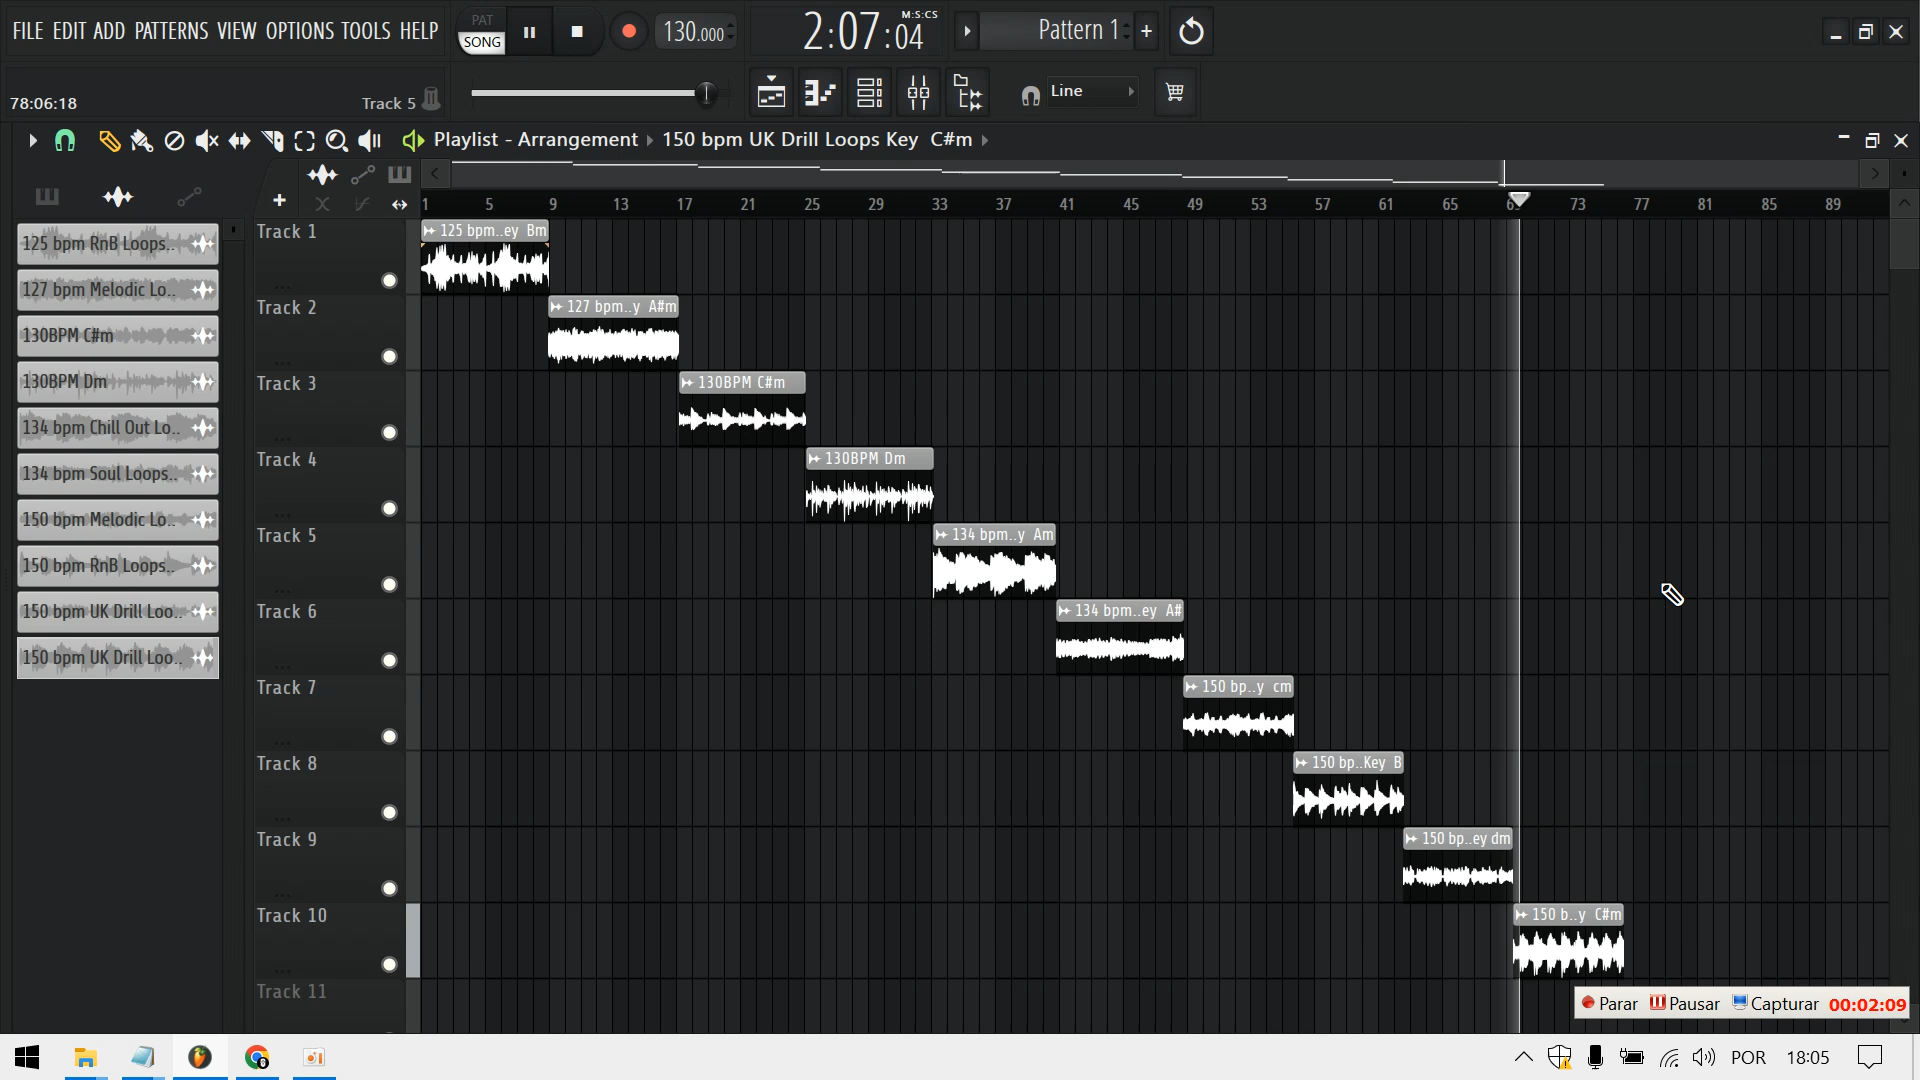 FILE EDIT ADD PATTERNS VIEW OPTIONS TOOLS HELP
PAT
SONG
130.000
M:S:CS
2:07:04
Pattern 1
+
78:06:18
Track 5
Line
Playlist - Arrangement
150 bpm UK Drill Loops Key C#m
1 5 9 13 17 21 25 29 33 37 41 45 49 53 57 61 65 73 77 81 85 89
125 bpm RnB Loops..
127 bpm Melodic Lo..
130BPM C#m
130BPM Dm
134 bpm Chill Out Lo..
134 bpm Soul Loops..
150 bpm Melodic Lo..
150 bpm RnB Loops..
150 bpm UK Drill Loo..
150 bpm UK Drill Loo..
Track 1
125 bpm..ey Bm
Track 2
127 bpm..y A#m
Track 3
130BPM C#m
Track 4
130BPM Dm
Track 5
134 bpm..y Am
Track 6
134 bpm..ey A#
Track 7
150 bp..y cm
Track 8
150 bp..Key B
Track 9
150 bp..ey dm
Track 10
150 b..y C#m
Track 11
Parar Pausar Capturar 00:02:09
POR 18:05